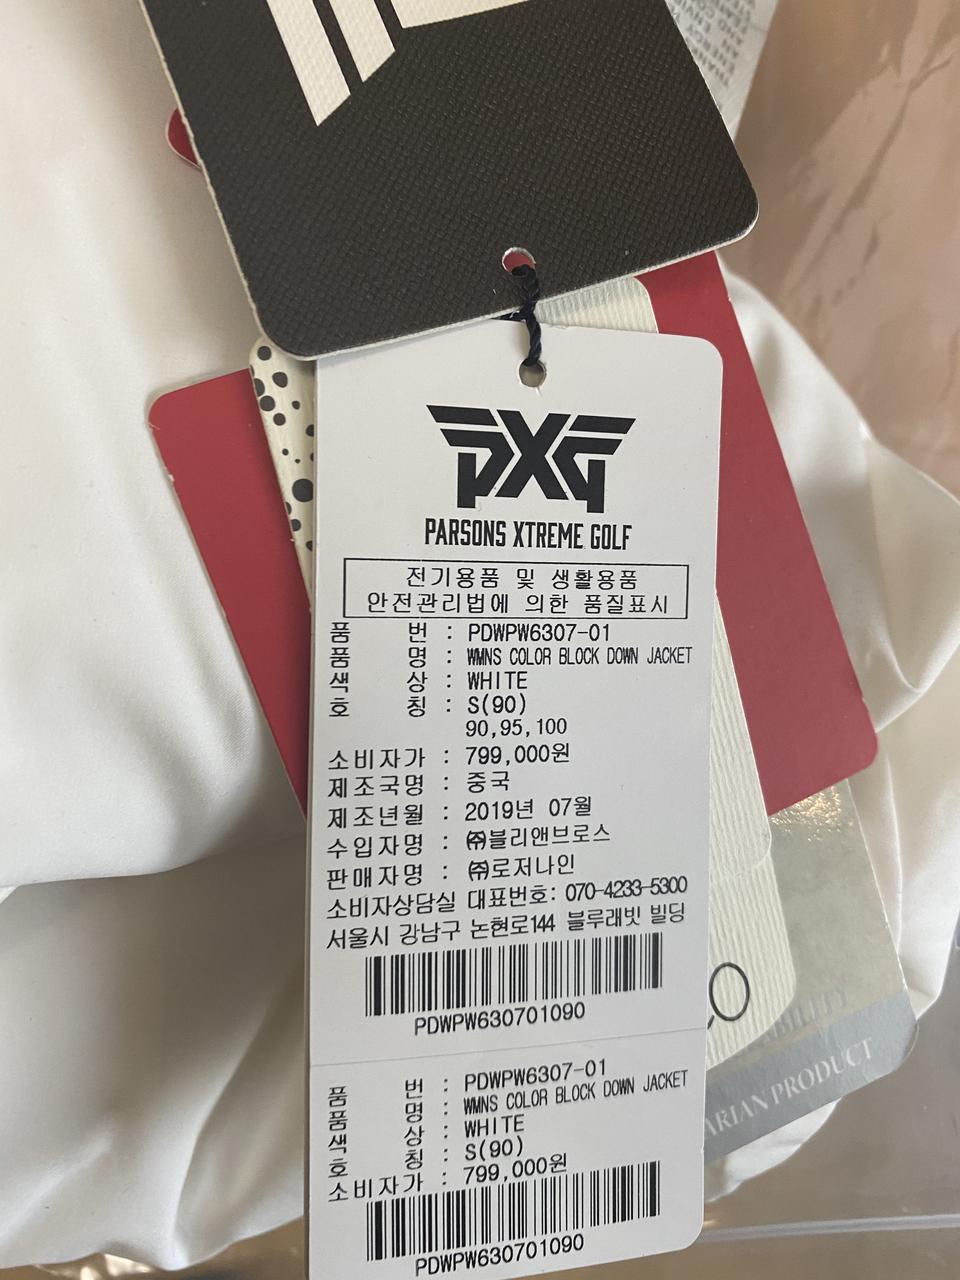 PXG
PARSONS XTREME GOLF
전기용품 및 생활용품
안전관리법에 의한 품질표시
품 번 : PDWPW6307-01
품 명 : WMNS COLOR BLOCK DOWN JACKET
색 상 : WHITE
호 칭 : S(90)
90,95,100
소비자가 : 799,000원
제조국명 : 중국
제조년월 : 2019년 07월
수입자명 : ㈜블리앤브로스
판매자명 : ㈜로저나인
소비자상담실 대표번호: 070-4233-5300
서울시 강남구 논현로144 블루래빗 빌딩
PDWPW630701090
품 번 : PDWPW6307-01
품 명 : WMNS COLOR BLOCK DOWN JACKET
색 상 : WHITE
호 칭 : S(90)
소비자가 : 799,000원
PDWPW630701090
PRODUCT